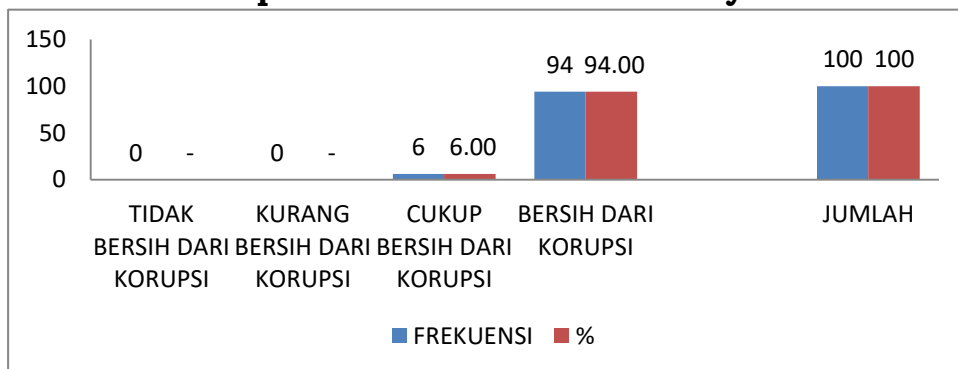 150
94 94.00
100 100
100
50
0 -
0 -
6 6.00
0
TIDAK BERSIH DARI KORUPSI
KURANG BERSIH DARI KORUPSI
CUKUP BERSIH DARI KORUPSI
BERSIH DARI KORUPSI
JUMLAH
FREKUENSI %